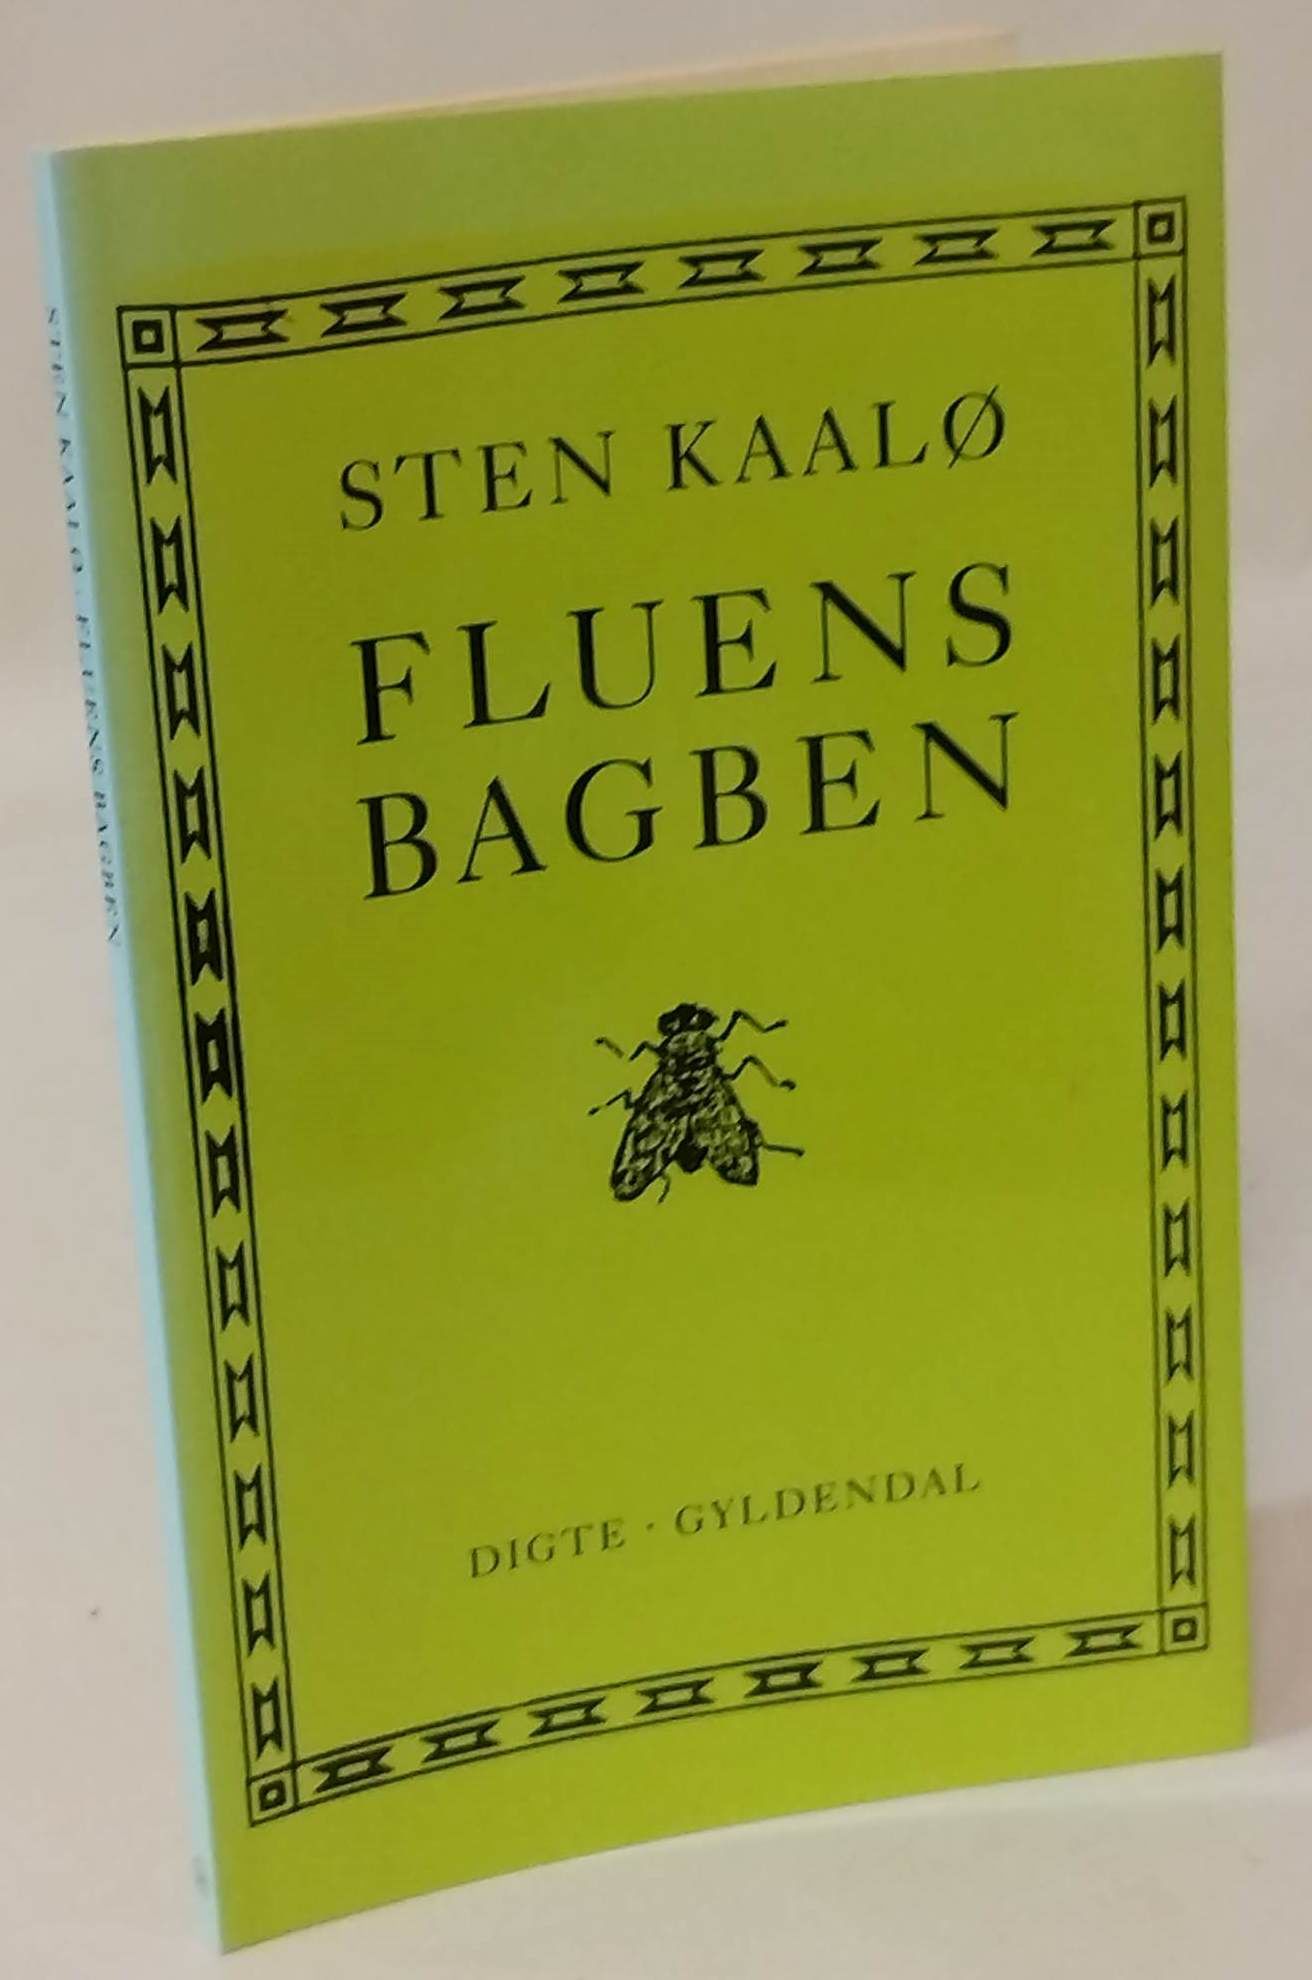 STEN KAALØ
FLUENS
BAGBEN
DIGTE · GYLDENDAL
STEN KAALØ · FLUENS BAGBEN